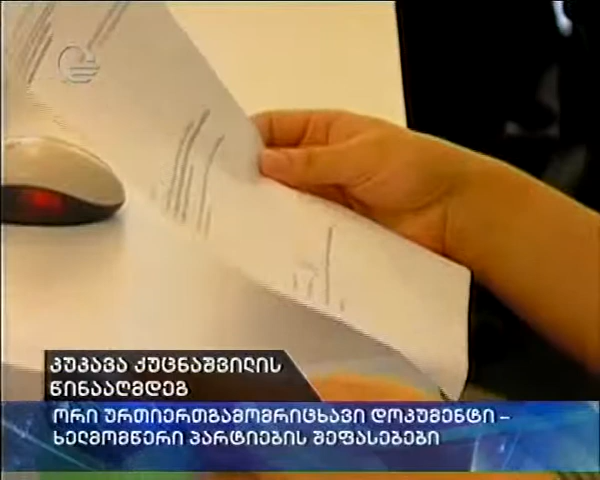 კუკავა ქუცნაშვილის
წინააღმდეგ
ორი ურთიერთგამომრიცხავი დოკუმენტი –
ხელმომწერი პარტიების შეფასებები